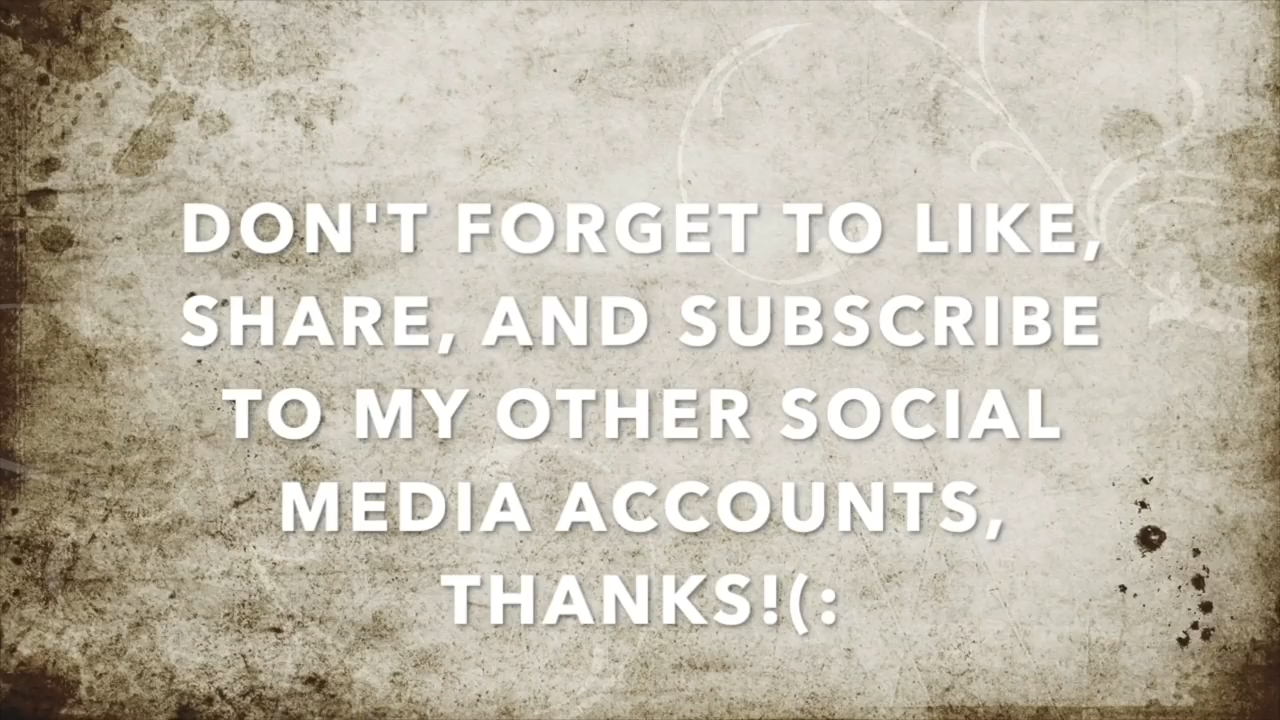 DON'T FORGET TO LIKE,
SHARE, AND SUBSCRIBE
TO MY OTHER SOCIAL
MEDIA ACCOUNTS,
THANKS!(: